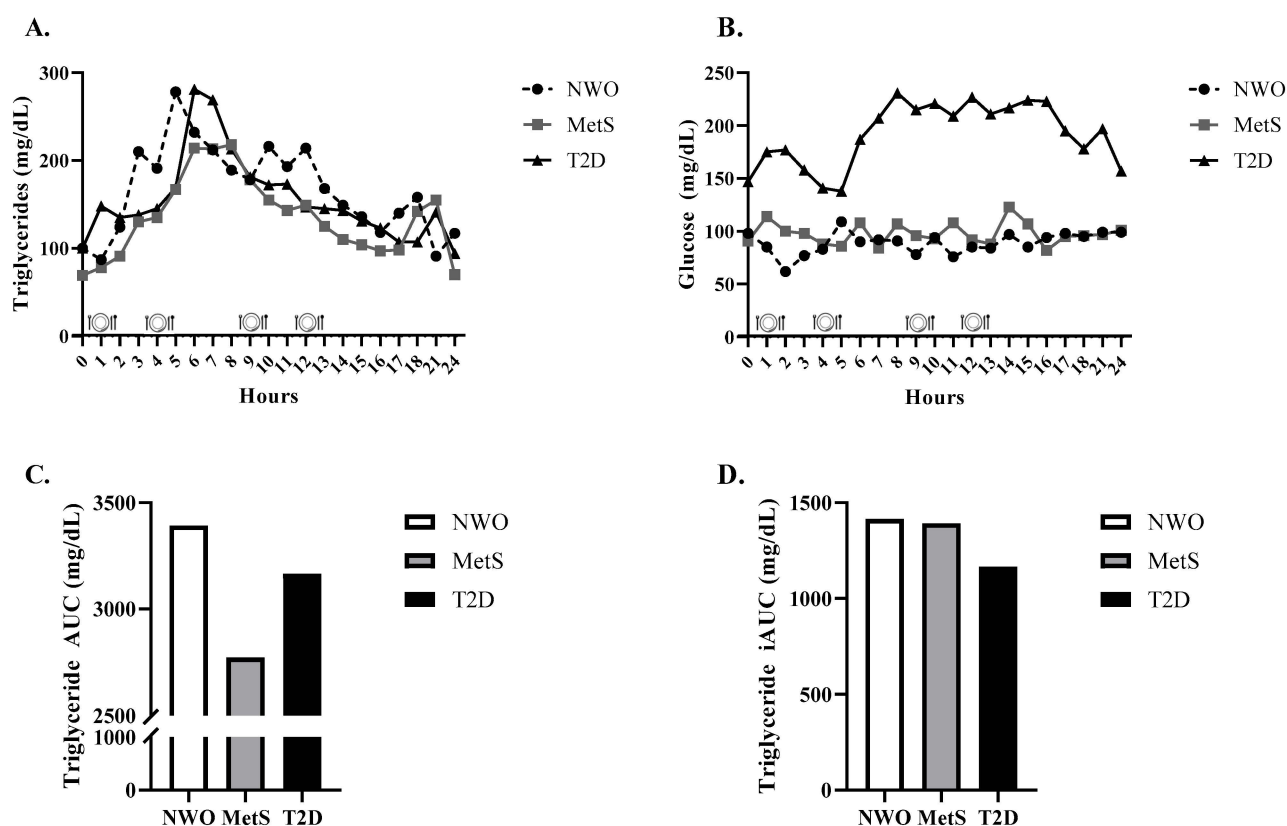 A.
Triglycerides (mg/dL)
300
200
100
0
0 1 2 3 4 5 6 7 8 9 10 11 12 13 14 15 16 17 18 21 24
Hours
NWO
MetS
T2D
B.
Glucose (mg/dL)
250
200
150
100
50
0
0 1 2 3 4 5 6 7 8 9 10 11 12 13 14 15 16 17 18 21 24
Hours
NWO
MetS
T2D
C.
Triglyceride AUC (mg/dL)
3500
3000
2500
1000
0
NWO MetS T2D
NWO
MetS
T2D
D.
Triglyceride iAUC (mg/dL)
1500
1000
500
0
NWO MetS T2D
NWO
MetS
T2D